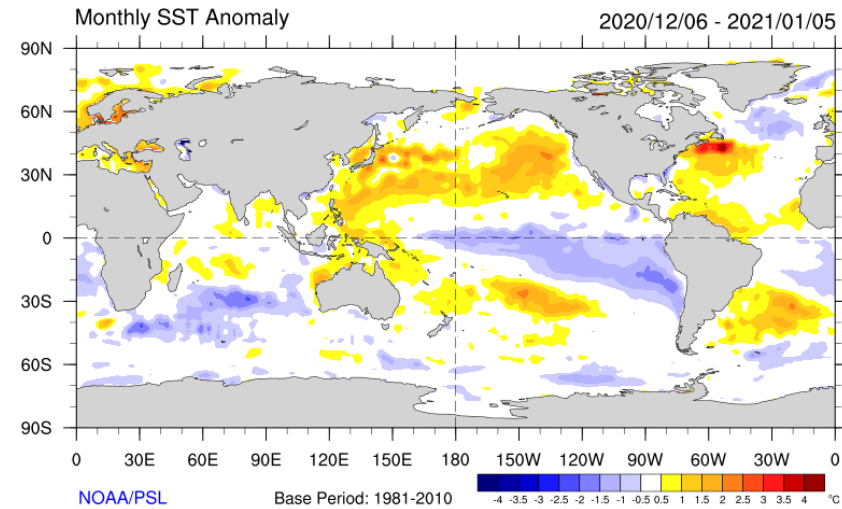 Monthly SST Anomaly
2020/12/06 - 2021/01/05
90N
60N
30N
0
30S
60S
90S
0 30E 60E 90E 120E 150E 180 150W 120W 90W 60W 30W 0
NOAA/PSL
Base Period: 1981-2010
-4 -3.5 -3 -2.5 -2 -1.5 -1 -0.5 0.5 1 1.5 2 2.5 3 3.5 4 °C